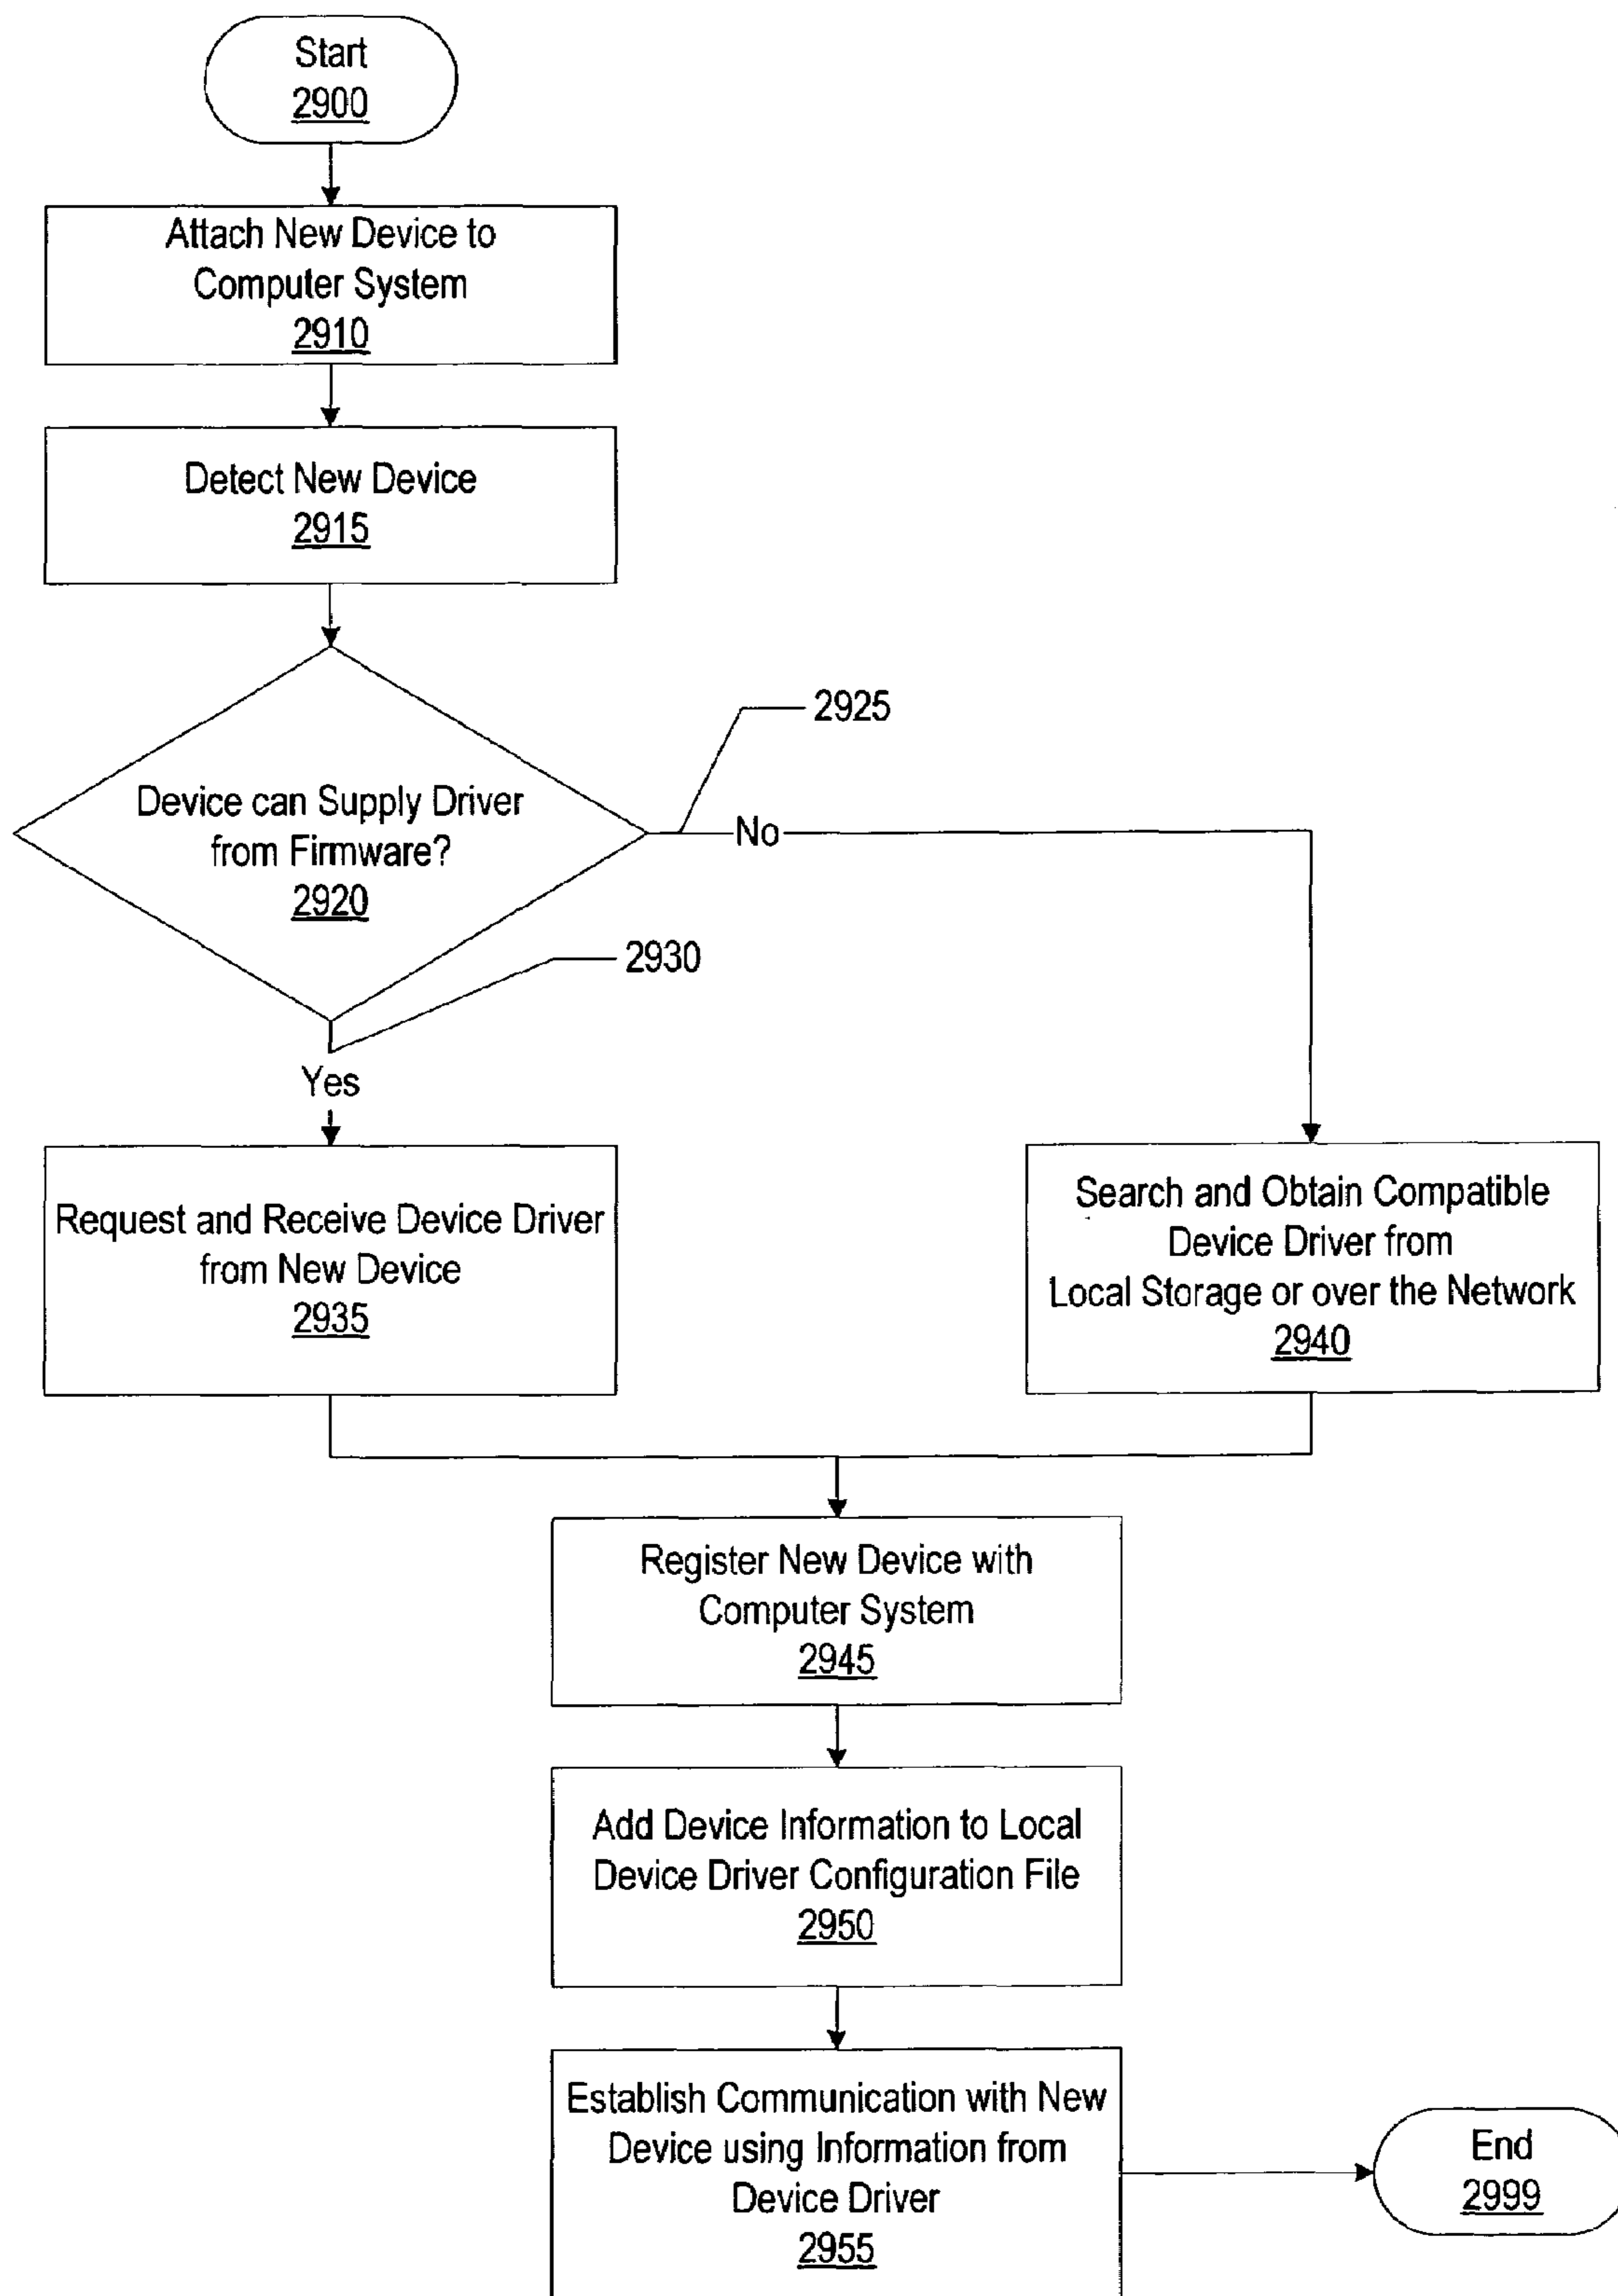 Start
2900
Attach New Device to
Computer System
2910
Detect New Device
2915
2925
Device can Supply Driver
from Firmware?
2920
No
2930
Yes
Request and Receive Device Driver
from New Device
2935
Search and Obtain Compatible
Device Driver from
Local Storage or over the Network
2940
Register New Device with
Computer System
2945
Add Device Information to Local
Device Driver Configuration File
2950
Establish Communication with New
Device using Information from
Device Driver
2955
End
2999